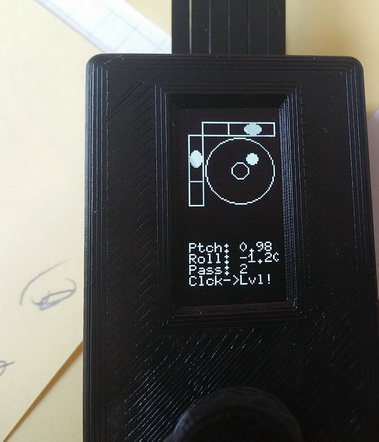 Ptch: 0.98
Roll: -1.20
Pass: 2
Clck->Lvl!